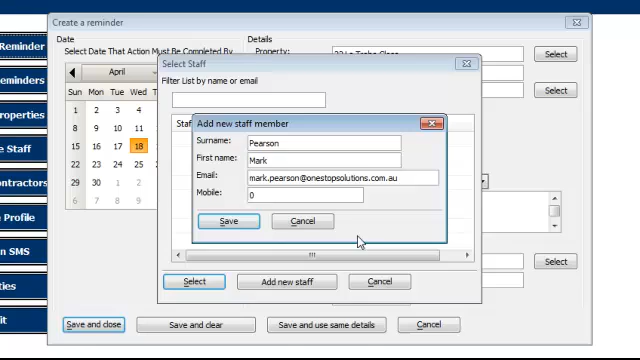 Create a reminder
Reminder
eminders
roperties
e Staff
ontractors
e Profile
n SMS
ties
it
Date
Select Date That Action Must Be Completed By
April
Sun Mon Tue Wed
1 2 3 4
8 9 10 11
15 16 17 18
22 23 24 25
29 30 1 2
6 7 8 9
Details
Property:
Select
Select
Select
Select Staff
Filter List by name or email
Staf
Add new staff member
Surname: Pearson
First name: Mark
Email: mark.pearson@onestopsolutions.com.au
Mobile: 0
Save Cancel
Select Add new staff Cancel
Save and close Save and clear Save and use same details Cancel